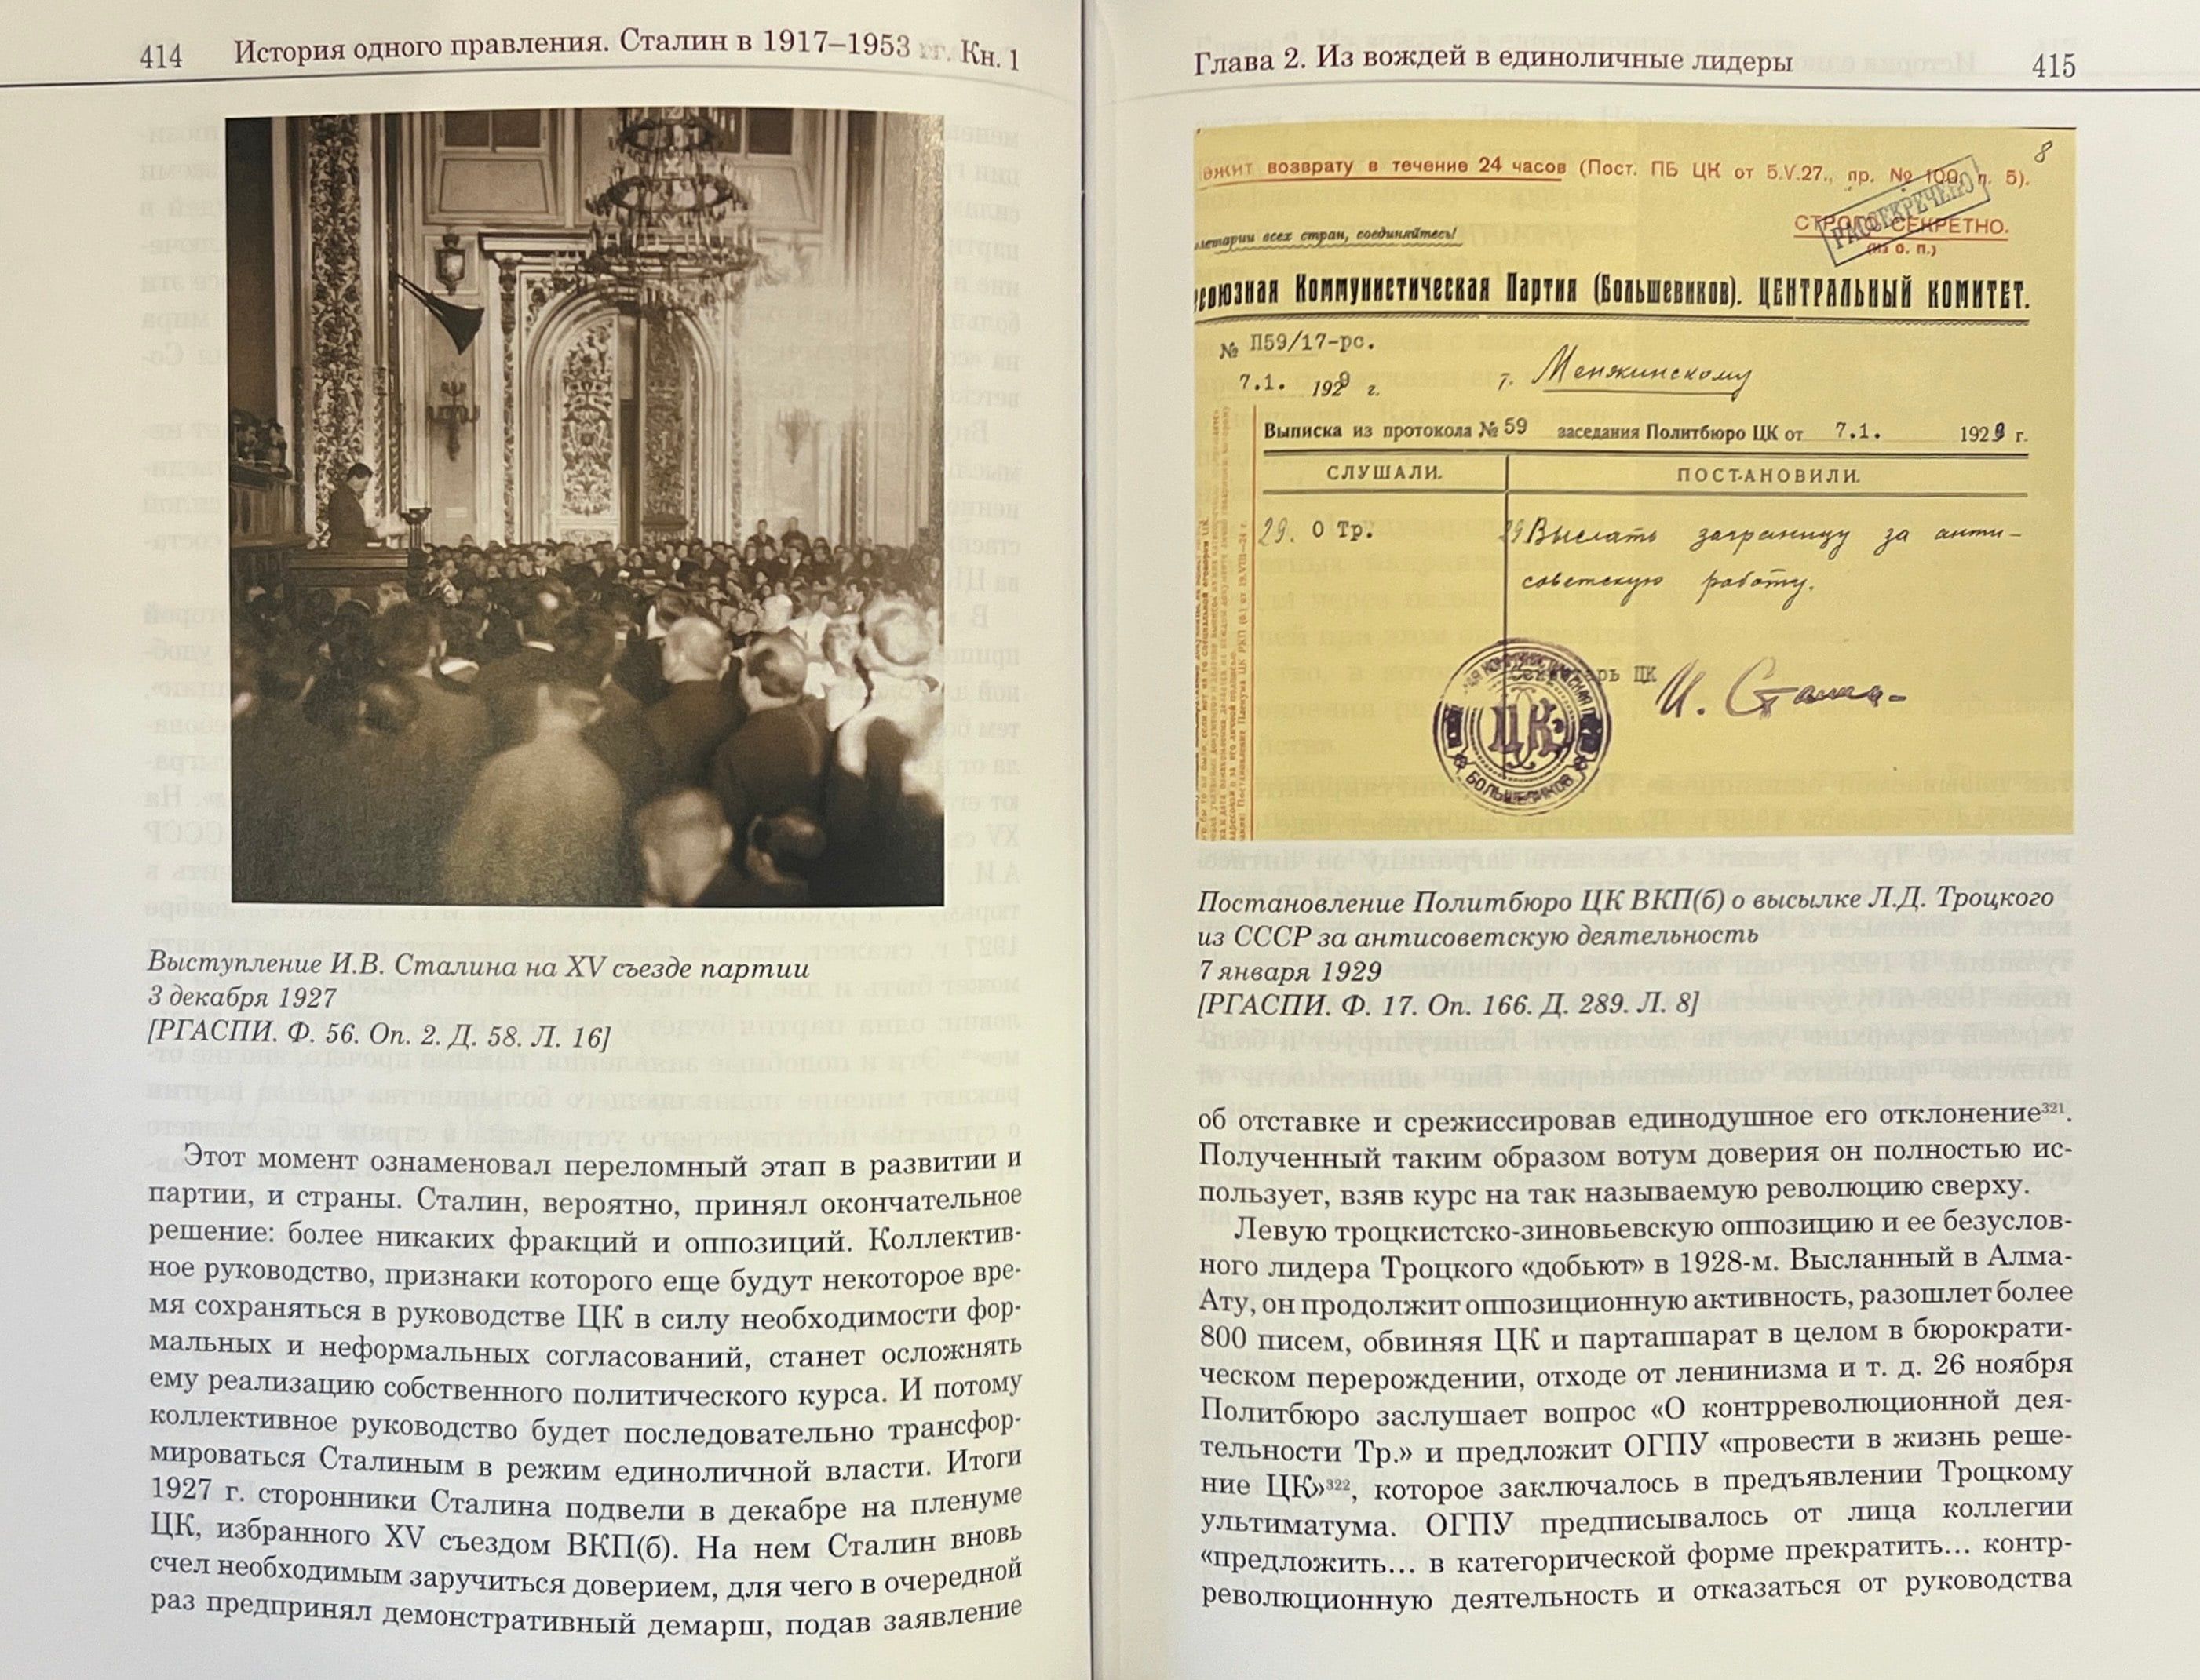 414 История одного правления. Сталин в 1917–1953 гг. Кн. 1
Выступление И.В. Сталина на XV съезде партии
3 декабря 1927
[РГАСПИ. Ф. 56. Оп. 2. Д. 58. Л. 16]
Этот момент ознаменовал переломный этап в развитии и
партии, и страны. Сталин, вероятно, принял окончательное
решение: более никаких фракций и оппозиций. Коллектив-
ное руководство, признаки которого еще будут некоторое вре-
мя сохраняться в руководстве ЦК в силу необходимости фор-
мальных и неформальных согласований, станет осложнять
ему реализацию собственного политического курса. И потому
коллективное руководство будет последовательно трансфор-
мироваться Сталиным в режим единоличной власти. Итоги
1927 г. сторонники Сталина подвели в декабре на пленуме
ЦК, избранного XV съездом ВКП(б). На нем Сталин вновь
счел необходимым заручиться доверием, для чего в очередной
раз предпринял демонстративный демарш, подав заявление
Глава 2. Из вождей в единоличные лидеры 415
8
ежит возврату в течение 24 часов (Пост. ПБ ЦК от 5.V.27., пр. № 100, п. 5).
РАССЕКРЕЧЕНО
СТРОГО СЕКРЕТНО.
(Из О. П.)
летарии всех стран, соединяйтесь!
союзная Коммунистическая Партия (Большевиков). ЦЕНТРАЛЬНЫЙ КОМИТЕТ.
№ П59/17-рс.
7.1. 1929 г.
т. Менжинскому
Выписка из протокола № 59 заседания Политбюро ЦК от 7.1. 1929 г.
СЛУШАЛИ. ПОСТАНОВИЛИ.
29. О Тр. 29 Выслать заграницу за анти-
советскую работу.
Секретарь ЦК И. Стали
ЦК
БОЛЬШЕВИКОВ
Постановление Политбюро ЦК ВКП(б) о высылке Л.Д. Троцкого
из СССР за антисоветскую деятельность
7 января 1929
[РГАСПИ. Ф. 17. Оп. 166. Д. 289. Л. 8]
об отставке и срежиссировав единодушное его отклонение³²¹.
Полученный таким образом вотум доверия он полностью ис-
пользует, взяв курс на так называемую революцию сверху.
Левую троцкистско-зиновьевскую оппозицию и ее безуслов-
ного лидера Троцкого «добьют» в 1928-м. Высланный в Алма-
Ату, он продолжит оппозиционную активность, разошлет более
800 писем, обвиняя ЦК и партаппарат в целом в бюрократи-
ческом перерождении, отходе от ленинизма и т. д. 26 ноября
Политбюро заслушает вопрос «О контрреволюционной дея-
тельности Тр.» и предложит ОГПУ «провести в жизнь реше-
ние ЦК»³²², которое заключалось в предъявлении Троцкому
ультиматума. ОГПУ предписывалось от лица коллегии
«предложить... в категорической форме прекратить... контр-
революционную деятельность и отказаться от руководства